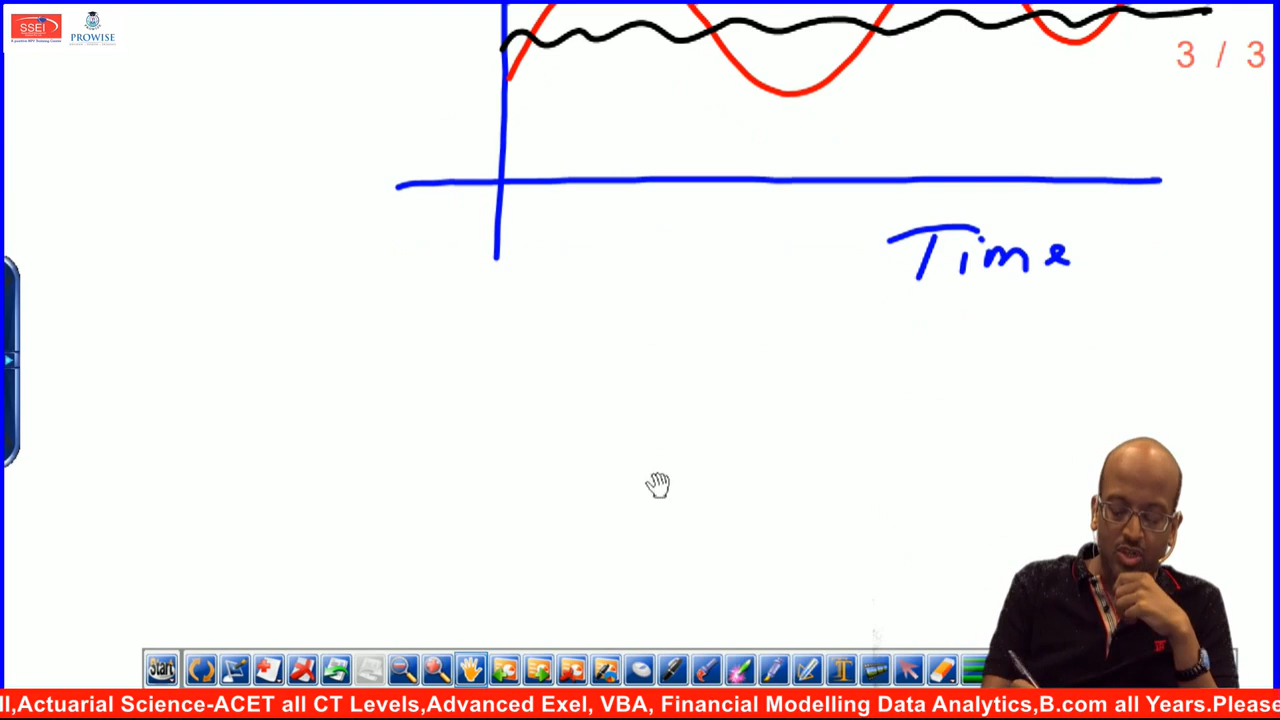 SSEI
PROWISE
3 / 3
Time
Start
II,Actuarial Science-ACET all CT Levels,Advanced Exel, VBA, Financial Modelling Data Analytics,B.com all Years.Please